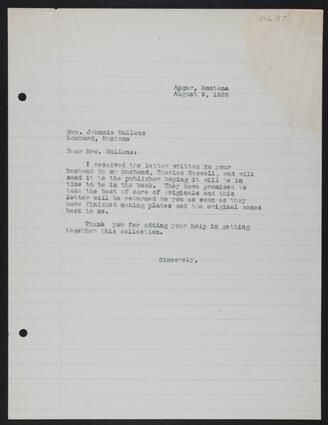 Apgar, Montana
August 9, 1928
Mrs. Johnnie Mullens
Lombard, Montana
Dear Mrs. Mullens:
I received the letter written to your
husband by my husband, Charles Russell, and will
send it to the publisher hoping it will be in
time to be in the book. They have promised to
take the best of care of originals and this
letter will be returned to you as soon as they
have finished making plates and the original comes
back to me.
Thank you for adding your help in getting
together this collection.
Sincerely,